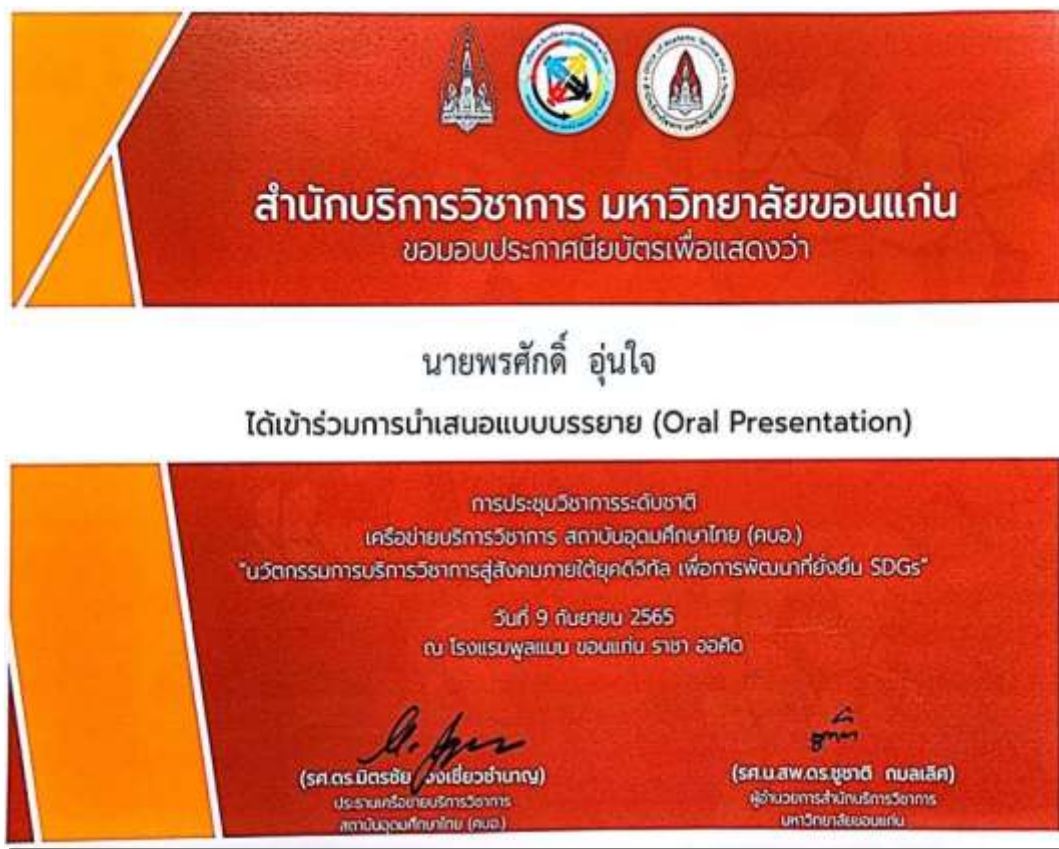 สำนักบริการวิชาการ มหาวิทยาลัยขอนแก่น
ขอมอบประกาศนียบัตรเพื่อแสดงว่า
นายพรศักดิ์ อุ่นใจ
ได้เข้าร่วมการนำเสนอแบบบรรยาย (Oral Presentation)
การประชุมวิชาการระดับชาติ
เครือข่ายบริการวิชาการ สถาบันอุดมศึกษาไทย (คบอ.)
"นวัตกรรมการบริการวิชาการสู่สังคมภายใต้ยุคดิจิทัล เพื่อการพัฒนาที่ยั่งยืน SDGs"
วันที่ 9 กันยายน 2565
ณ โรงแรมพูลแมน ขอนแก่น ราชา ออคิด
(รศ.ดร.มิตรชัย จงเชี่ยวชำนาญ)
ประธานเครือข่ายบริการวิชาการ
สถาบันอุดมศึกษาไทย (คบอ.)
(รศ.น.สพ.ดร.ชูชาติ กมลเลิศ)
ผู้อำนวยการสำนักบริการวิชาการ
มหาวิทยาลัยขอนแก่น